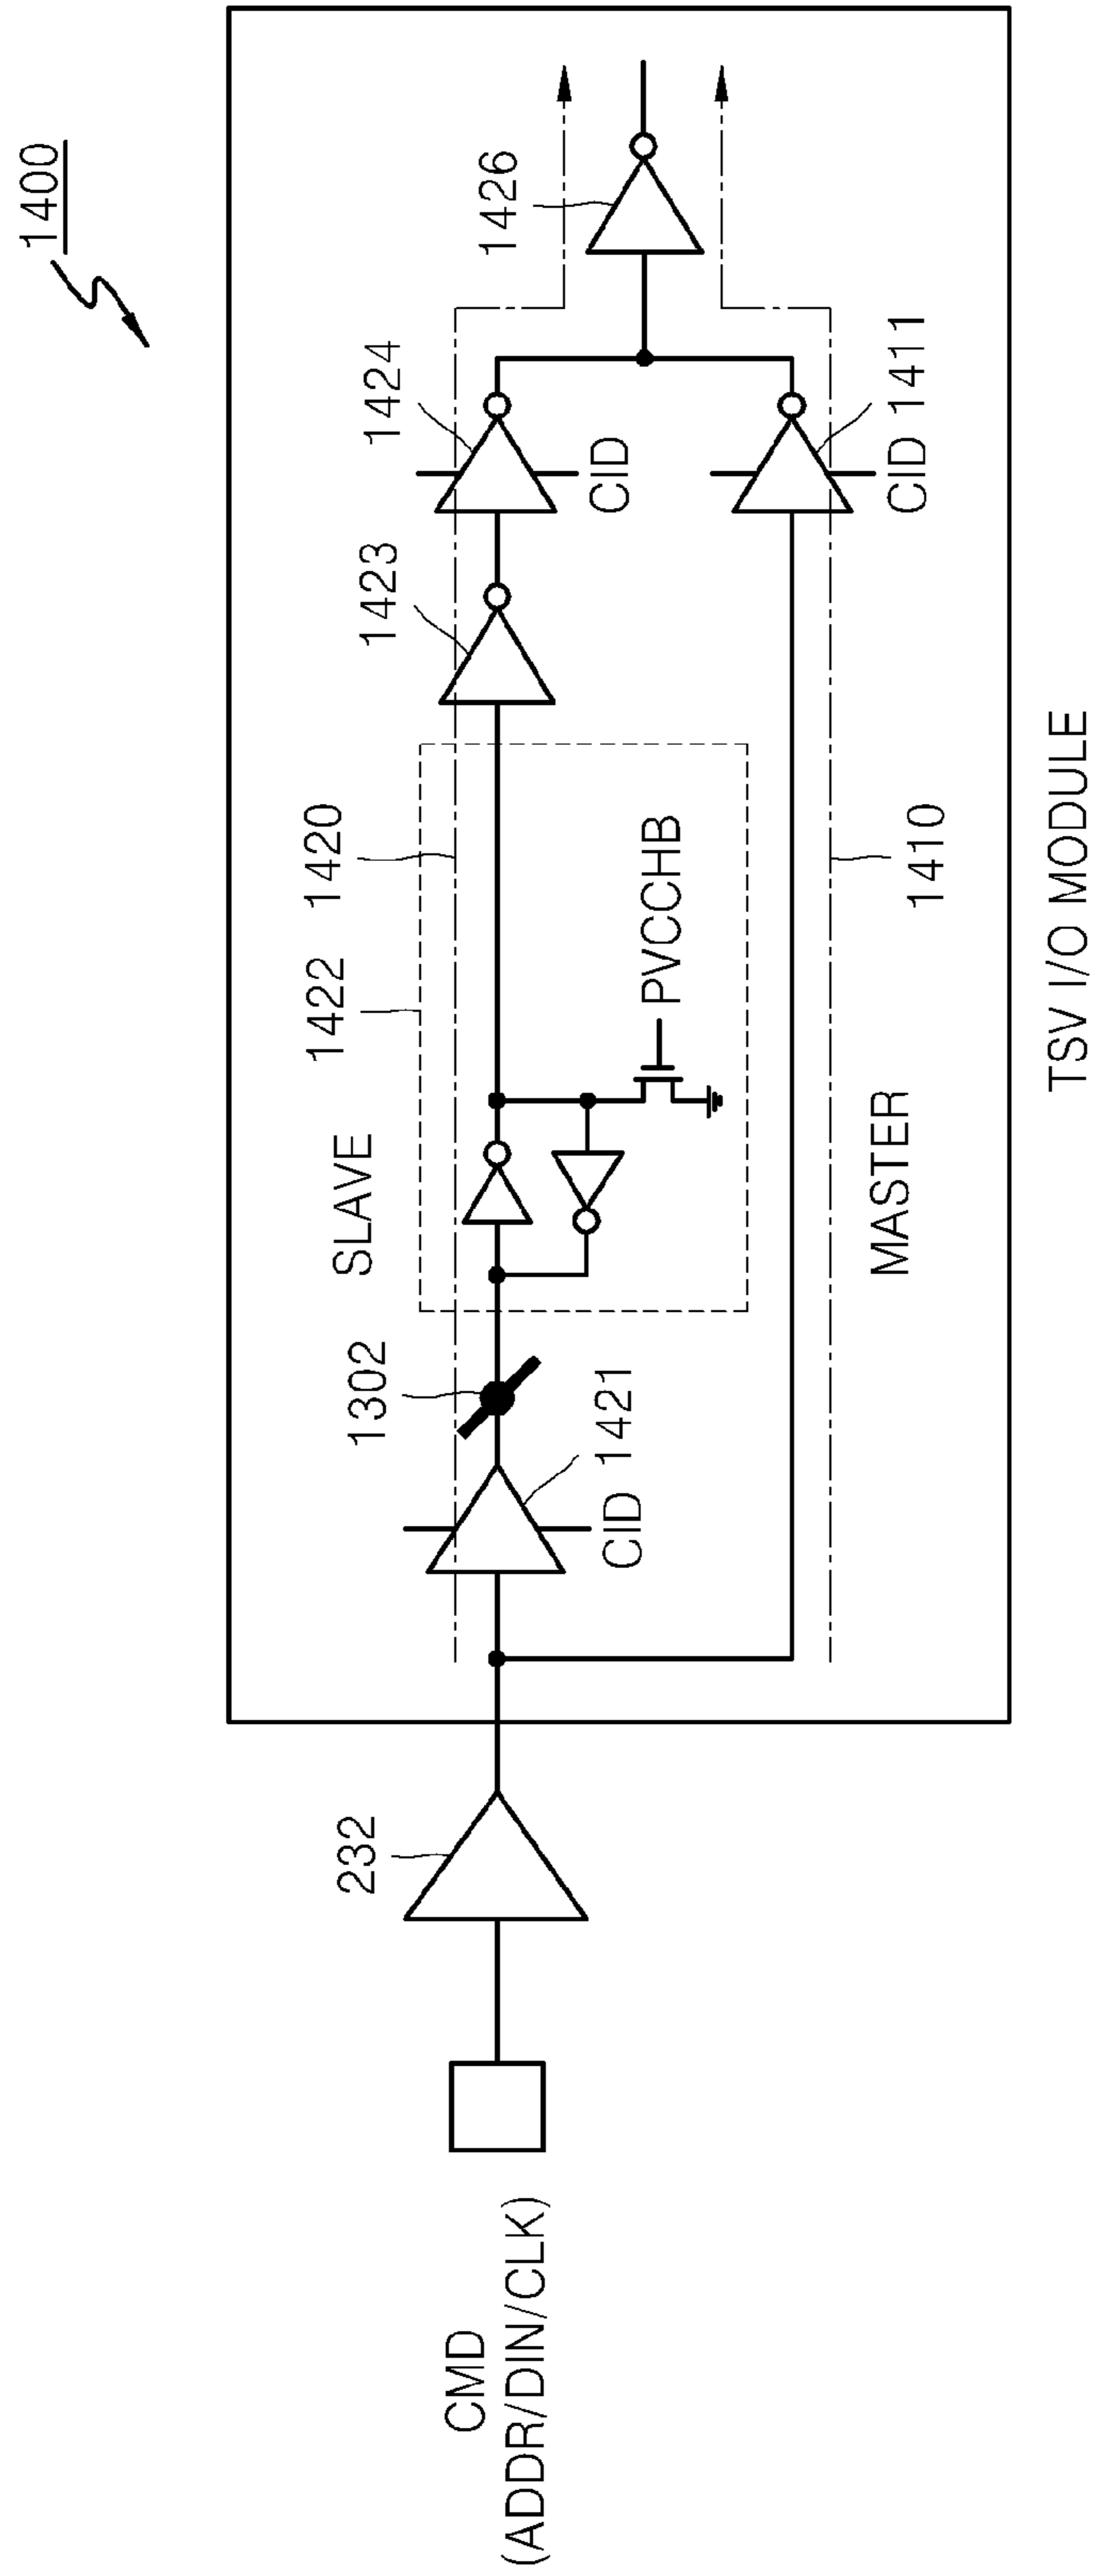 1400
CMD
(ADDR/DIN/CLK)
232
SLAVE
1302
1421
CID
1422
1420
PVCCHB
1423
1424
CID
1426
1411
CID
1410
MASTER
TSV I/O MODULE